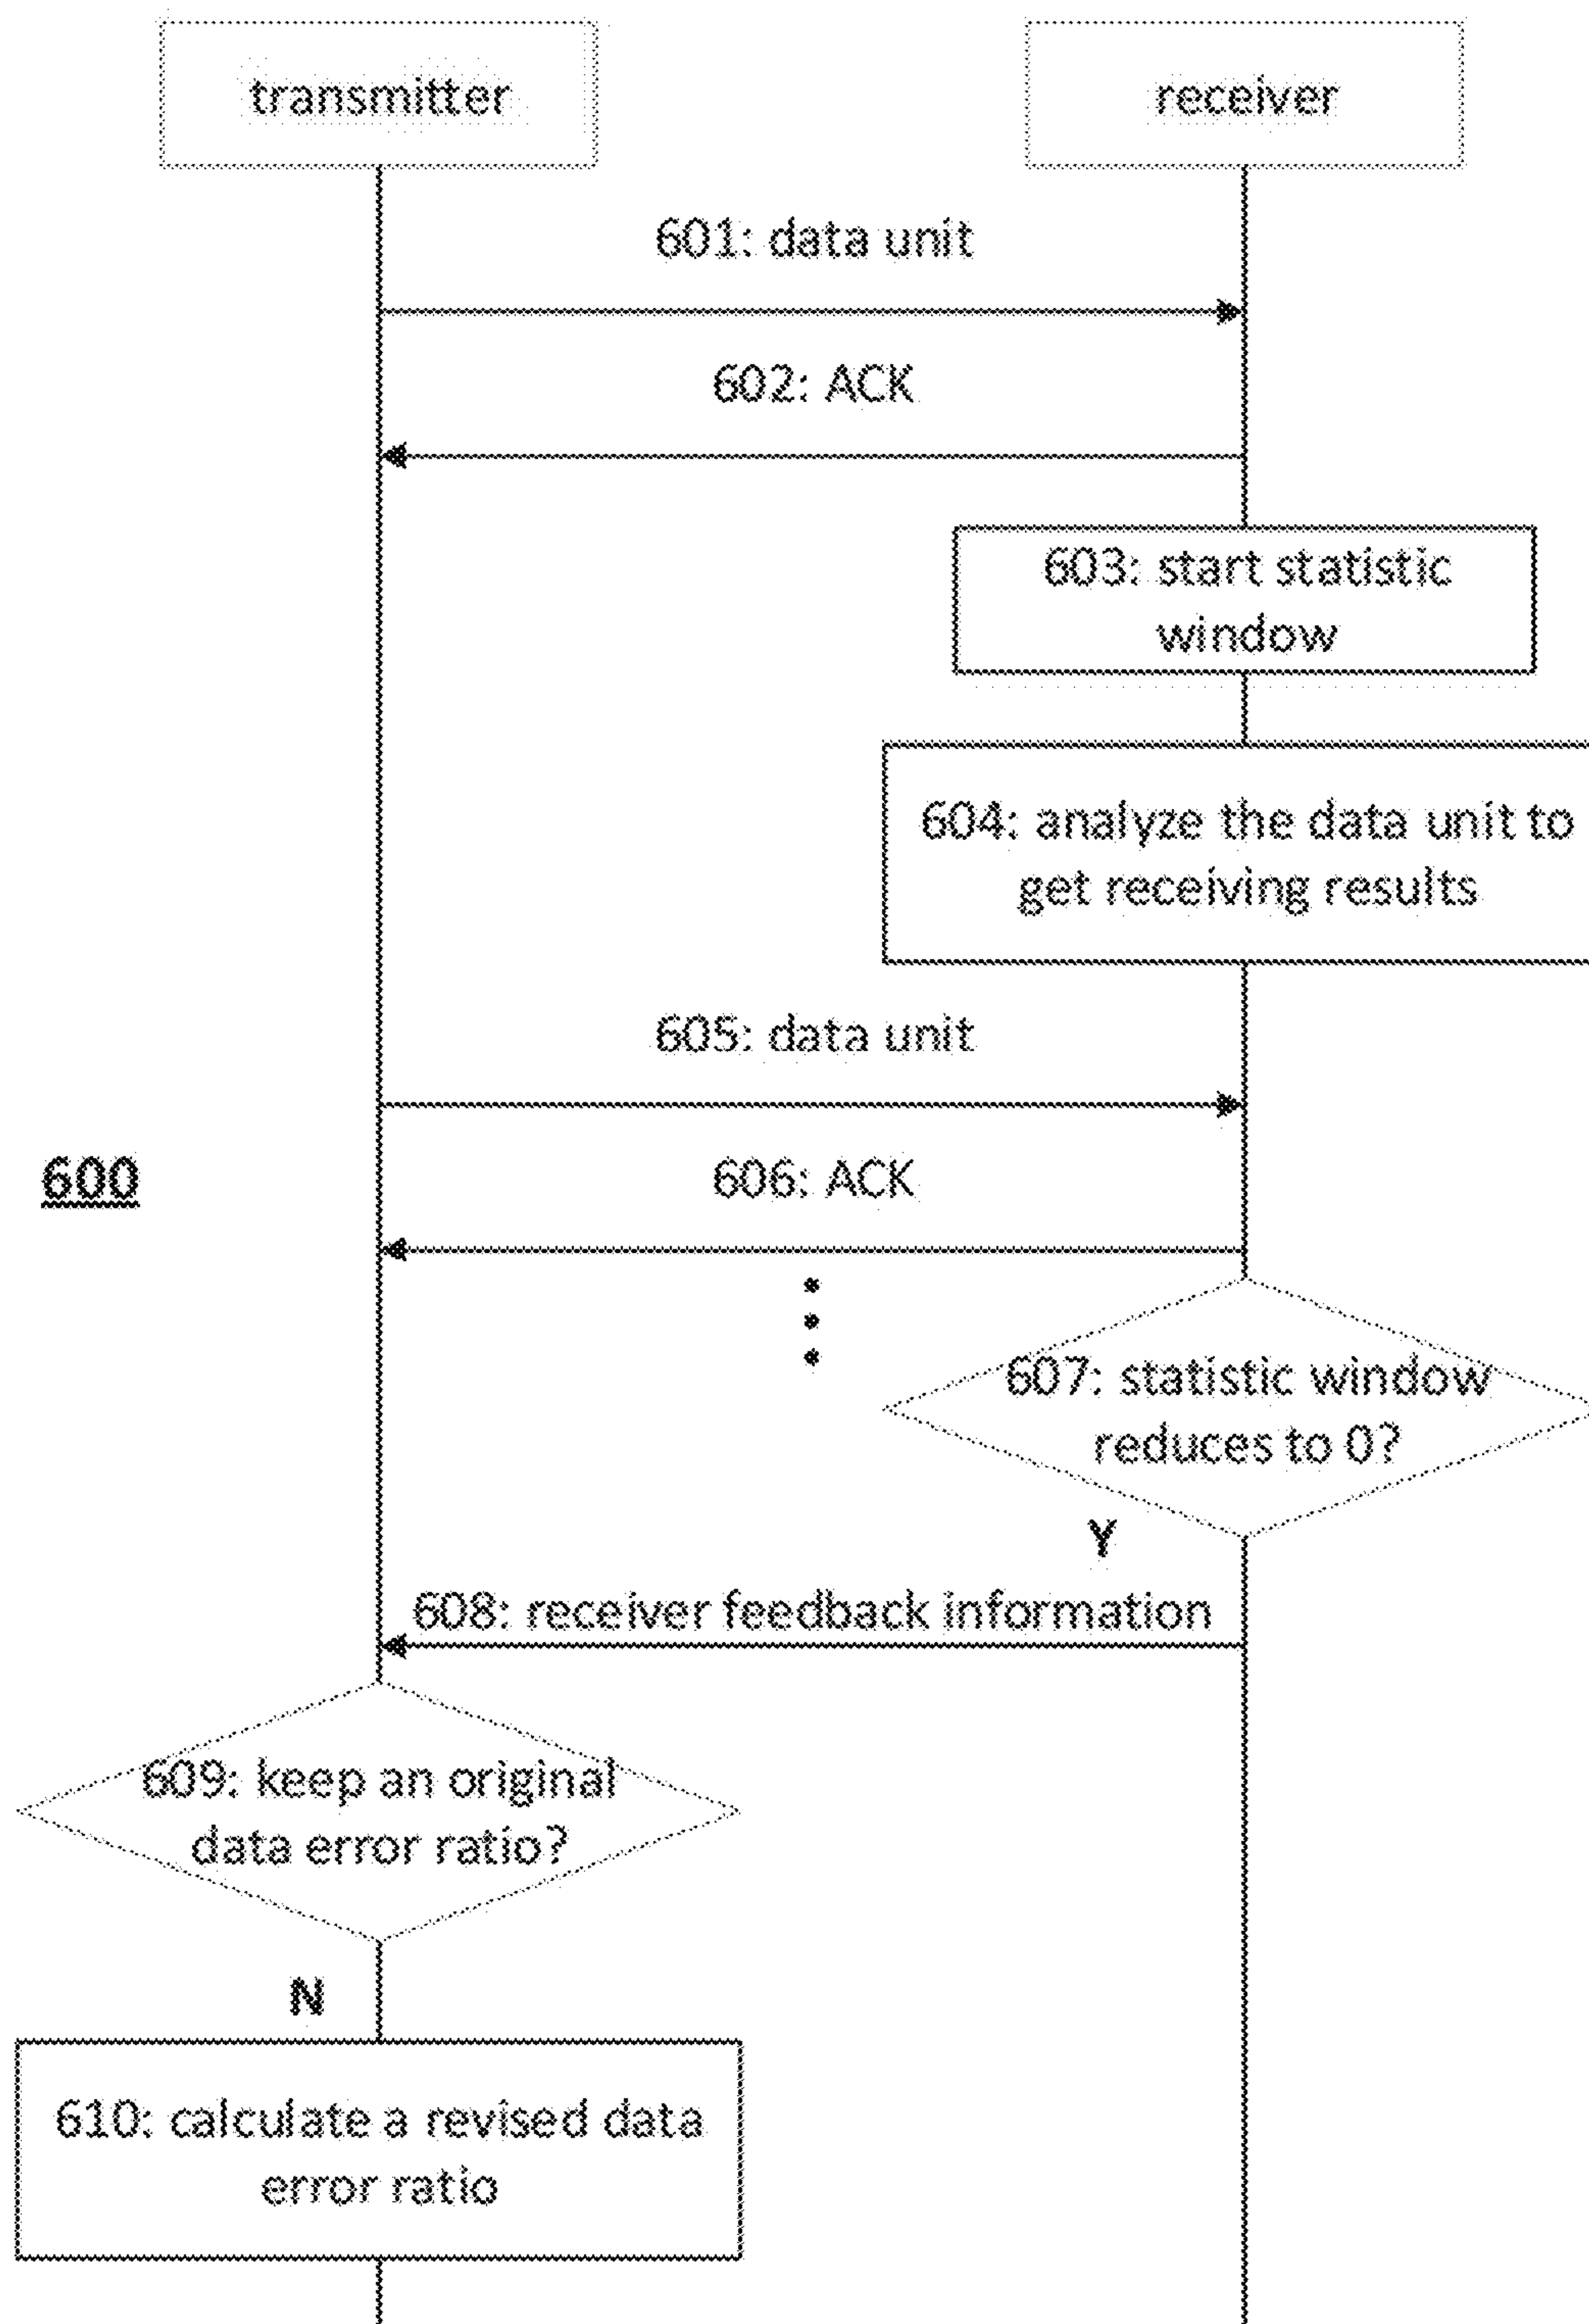 transmitter
receiver
601: data unit
602: ACK
603: start statistic
window
604: analyze the data unit to
get receiving results
605: data unit
600
606: ACK
607: statistic window
reduces to 0?
Y
608: receiver feedback information
609: keep an original
data error ratio?
N
610: calculate a revised data
error ratio